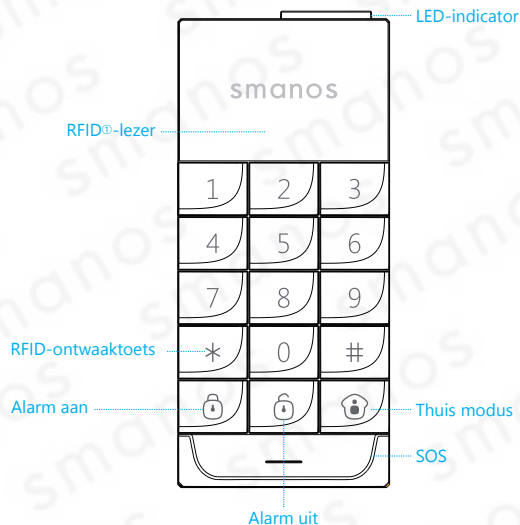 LED-indicator
smanos
RFID①-lezer
1 2 3
4 5 6
7 8 9
RFID-ontwaaktoets
* 0 #
Alarm aan
Thuis modus
SOS
Alarm uit